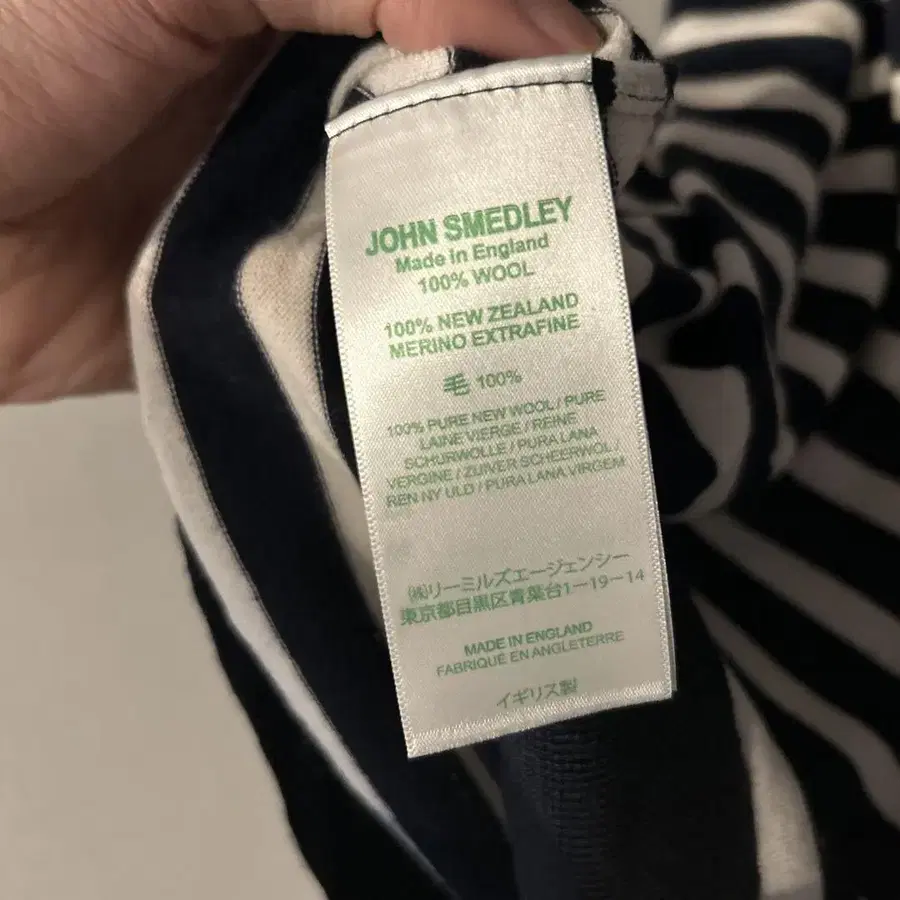 JOHN SMEDLEY
Made in England
100% WOOL
100% NEW ZEALAND
MERINO EXTRAFINE
毛 100%
100% PURE NEW WOOL / PURE
LAINE VIERGE / REINE
SCHURWOLLE / PURA LANA
VERGINE / ZUIVER SCHEERWOL /
REN NY ULD / PURA LANA VIRGEM
㈱リーミルズエージェンシー
東京都目黒区青葉台1-19-14
MADE IN ENGLAND
FABRIQUE EN ANGLETERRE
イギリス製